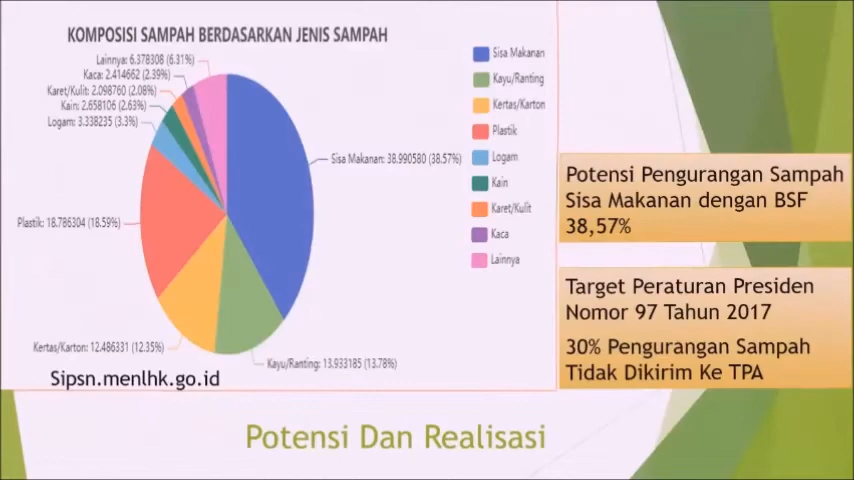 KOMPOSISI SAMPAH BERDASARKAN JENIS SAMPAH
Lainnya: 6.378308 (6.31%)
Kaca: 2.414662 (2.39%)
Karet/Kulit: 2.098760 (2.08%)
Kain: 2.658106 (2.63%)
Logam: 3.338235 (3.3%)
Sisa Makanan: 38.990580 (38.57%)
Plastik: 18.786304 (18.59%)
Kertas/Karton: 12.486331 (12.35%)
Kayu/Ranting: 13.933185 (13.78%)
Sisa Makanan
Kayu/Ranting
Kertas/Karton
Plastik
Logam
Kain
Karet/Kulit
Kaca
Lainnya
Sipsn.menlhk.go.id
Potensi Pengurangan Sampah
Sisa Makanan dengan BSF
38,57%
Target Peraturan Presiden
Nomor 97 Tahun 2017
30% Pengurangan Sampah
Tidak Dikirim Ke TPA
Potensi Dan Realisasi